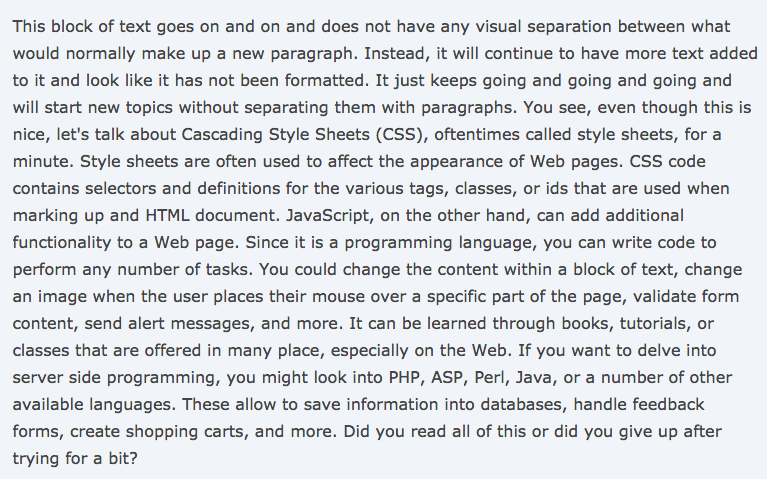 This block of text goes on and on and does not have any visual separation between what
would normally make up a new paragraph. Instead, it will continue to have more text added
to it and look like it has not been formatted. It just keeps going and going and going and
will start new topics without separating them with paragraphs. You see, even though this is
nice, let's talk about Cascading Style Sheets (CSS), oftentimes called style sheets, for a
minute. Style sheets are often used to affect the appearance of Web pages. CSS code
contains selectors and definitions for the various tags, classes, or ids that are used when
marking up and HTML document. JavaScript, on the other hand, can add additional
functionality to a Web page. Since it is a programming language, you can write code to
perform any number of tasks. You could change the content within a block of text, change
an image when the user places their mouse over a specific part of the page, validate form
content, send alert messages, and more. It can be learned through books, tutorials, or
classes that are offered in many place, especially on the Web. If you want to delve into
server side programming, you might look into PHP, ASP, Perl, Java, or a number of other
available languages. These allow to save information into databases, handle feedback
forms, create shopping carts, and more. Did you read all of this or did you give up after
trying for a bit?